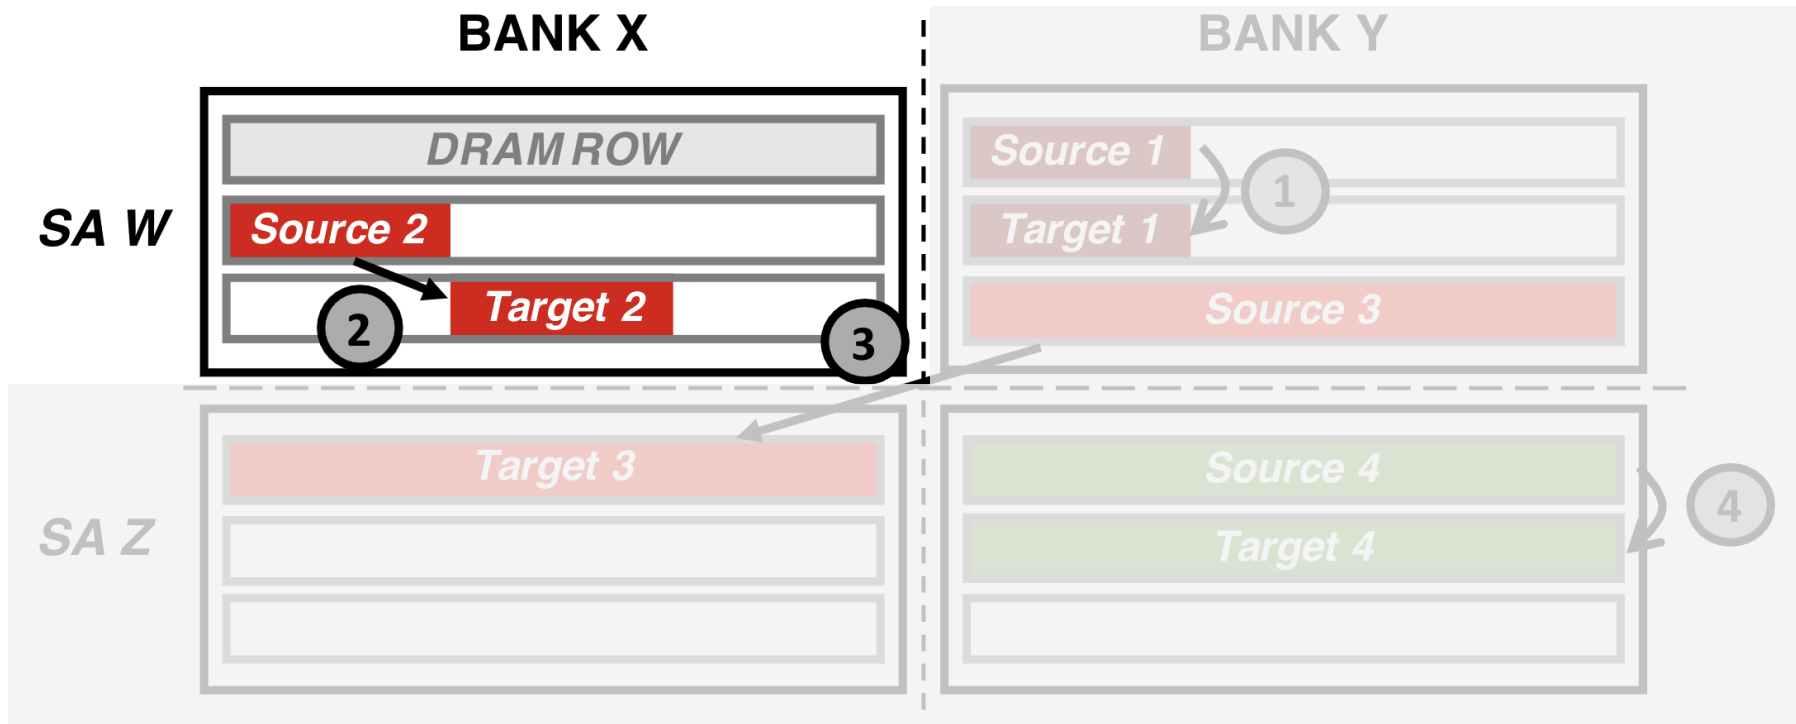 BANK X
BANK Y
DRAM ROW
Source 1
1
SA W
Source 2
Target 1
2
Target 2
3
Source 3
Target 3
Source 4
SA Z
4
Target 4